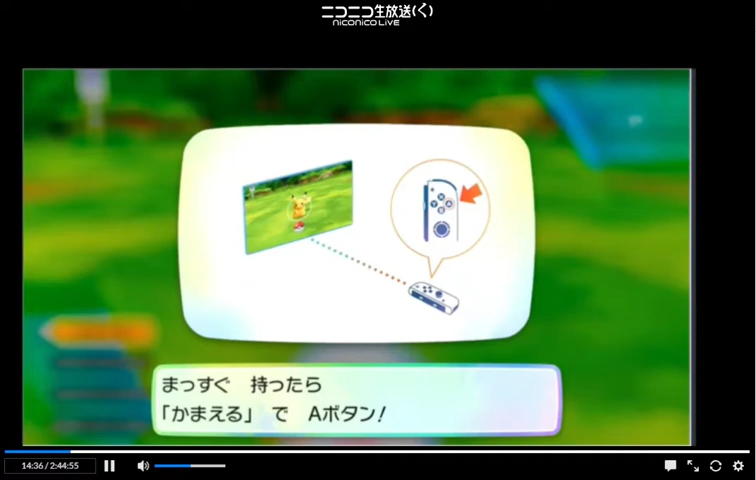 ニコニコ生放送(く)
niconico LIVE
まっすぐ 持ったら
「かまえる」 で Aボタン!
14:36 / 2:44:55